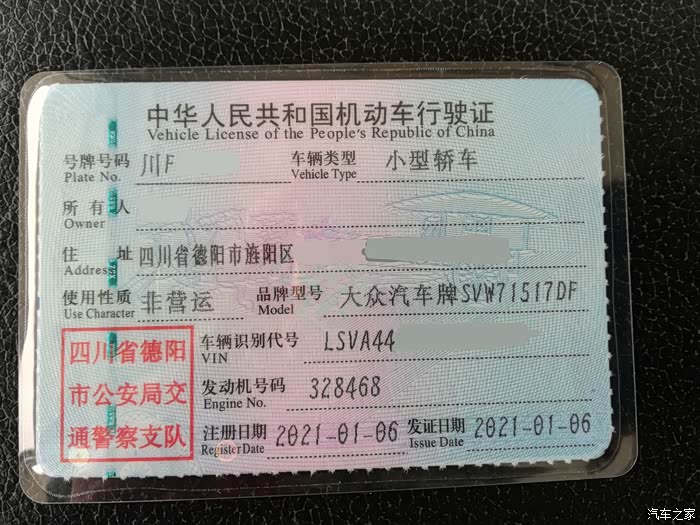 中华人民共和国机动车行驶证
Vehicle License of the People's Republic of China
号牌号码 川F 车辆类型 小型轿车
Plate No. Vehicle Type
所有人
Owner
住址 四川省德阳市旌阳区
Address
使用性质 非营运 品牌型号 大众汽车牌SVW71517DF
Use Character Model
四川省德阳
市公安局交
通警察支队
车辆识别代号 LSVA44
VIN
发动机号码 328468
Engine No.
注册日期 2021-01-06 发证日期 2021-01-06
Register Date Issue Date
汽车之家